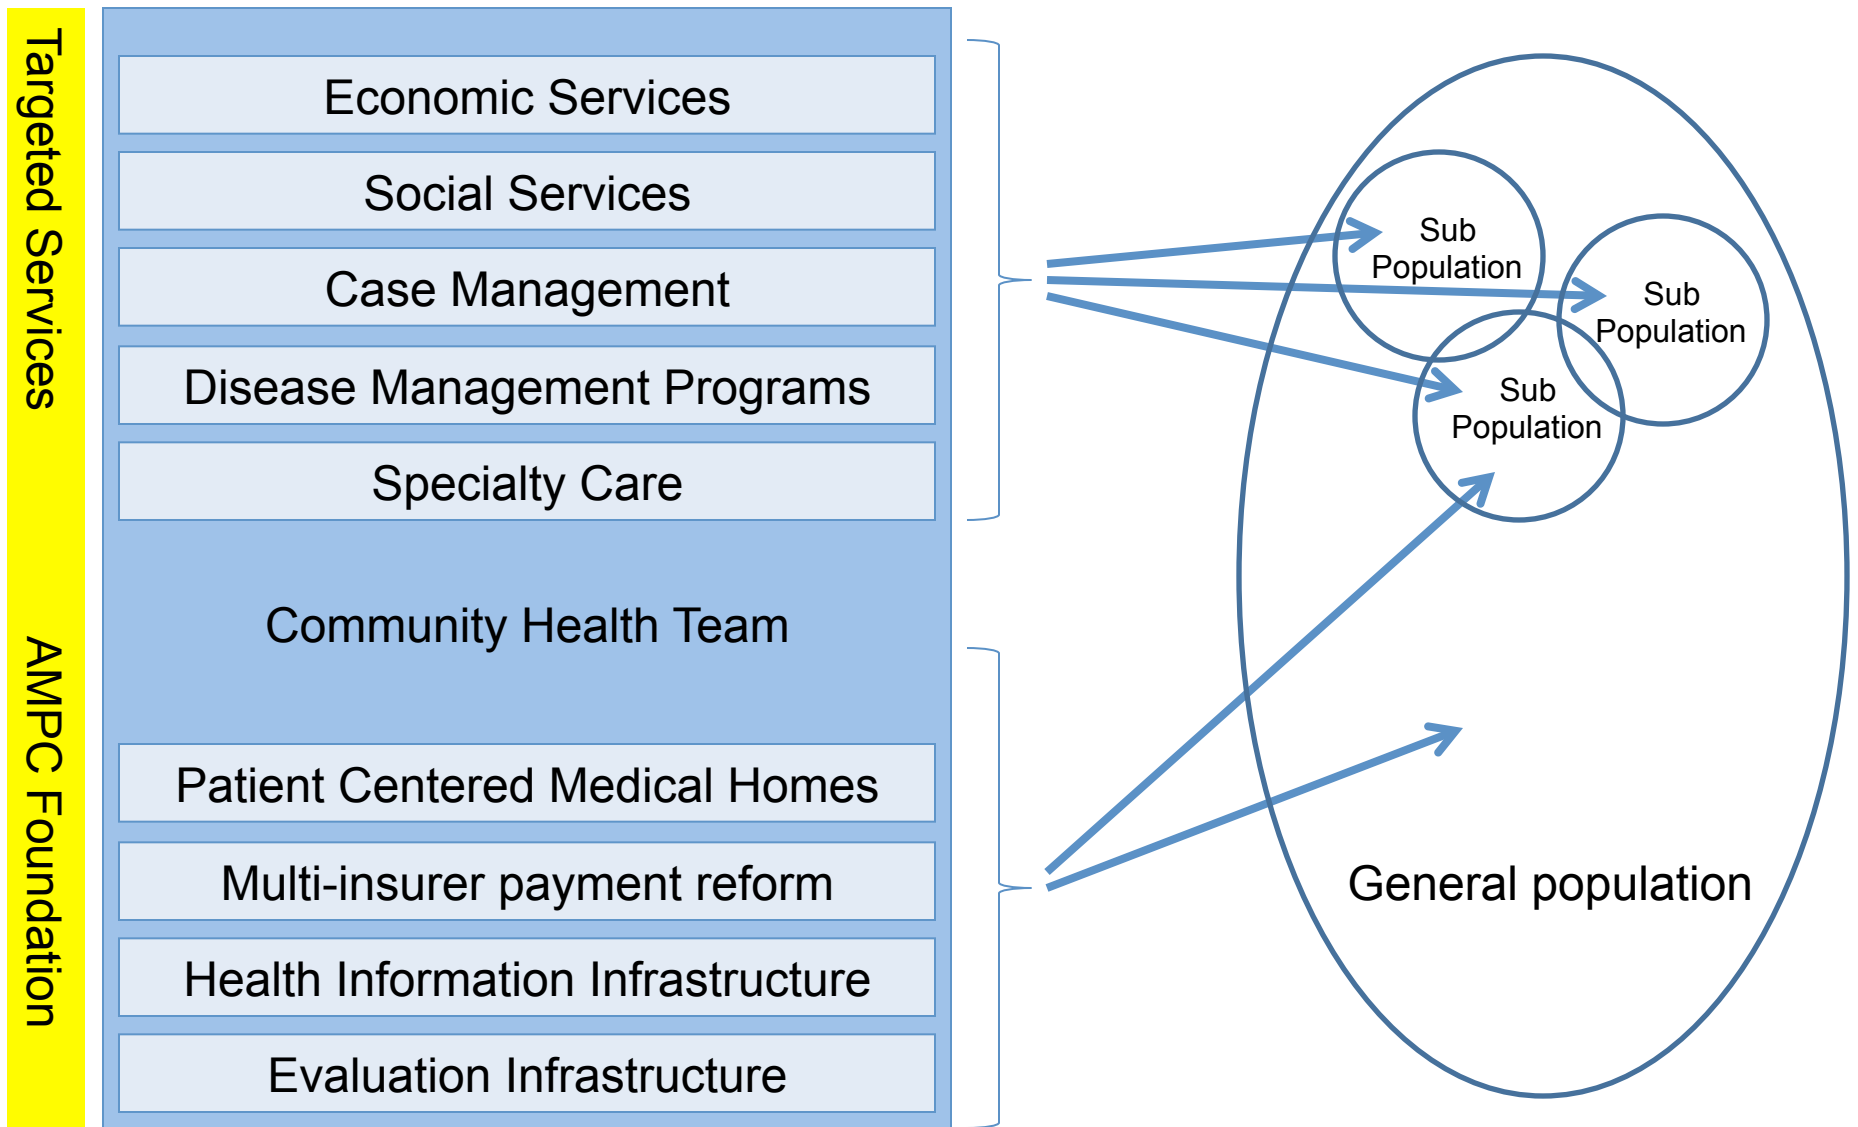 Targeted Services
AMPC Foundation
Economic Services
Social Services
Case Management
Disease Management Programs
Specialty Care
Community Health Team
Patient Centered Medical Homes
Multi-insurer payment reform
Health Information Infrastructure
Evaluation Infrastructure
Sub
Population
Sub
Population
Sub
Population
General population